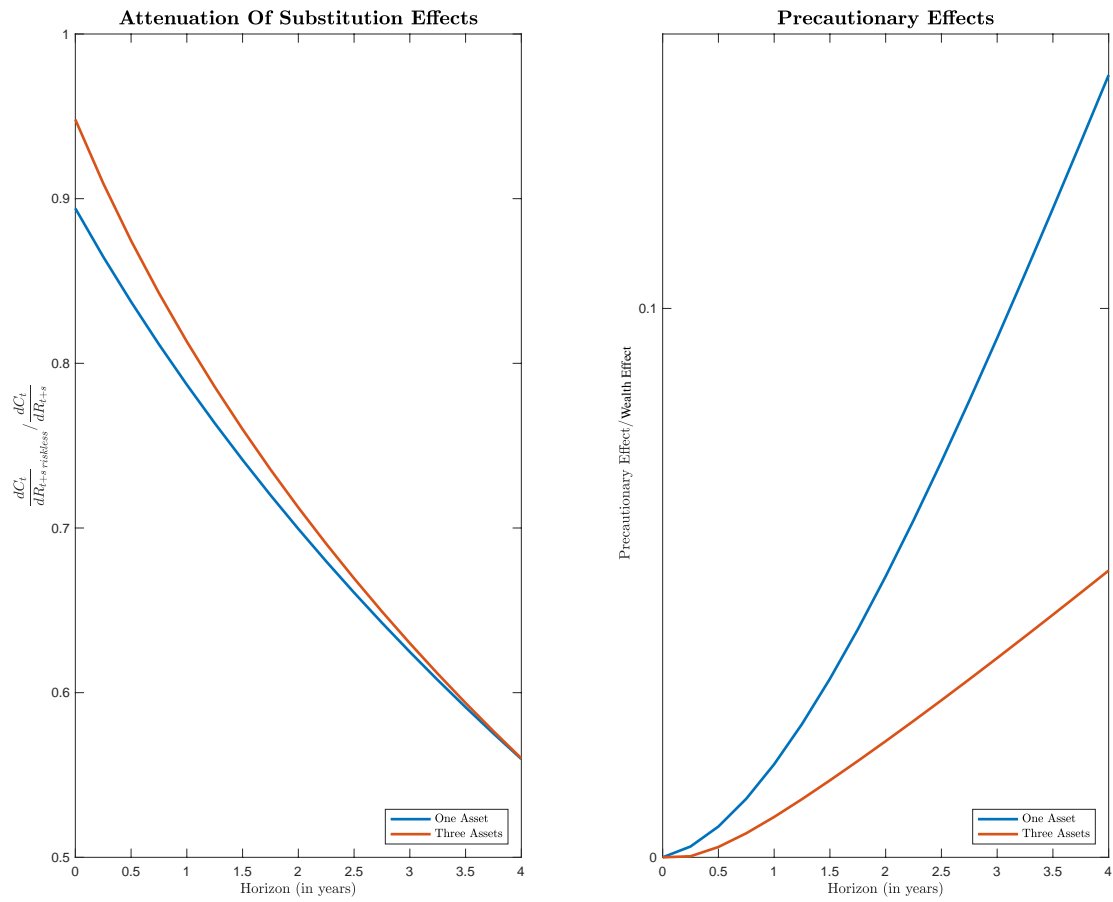 Attenuation Of Substitution Effects
1
0.9
0.8
0.7
0.6
0.5
dC_t / dR_{t+s} riskless / dC_t / dR_{t+s}
0 0.5 1 1.5 2 2.5 3 3.5 4
Horizon (in years)
One Asset
Three Assets
Precautionary Effects
0.1
0
Precautionary Effect/Wealth Effect
0 0.5 1 1.5 2 2.5 3 3.5 4
Horizon (in years)
One Asset
Three Assets